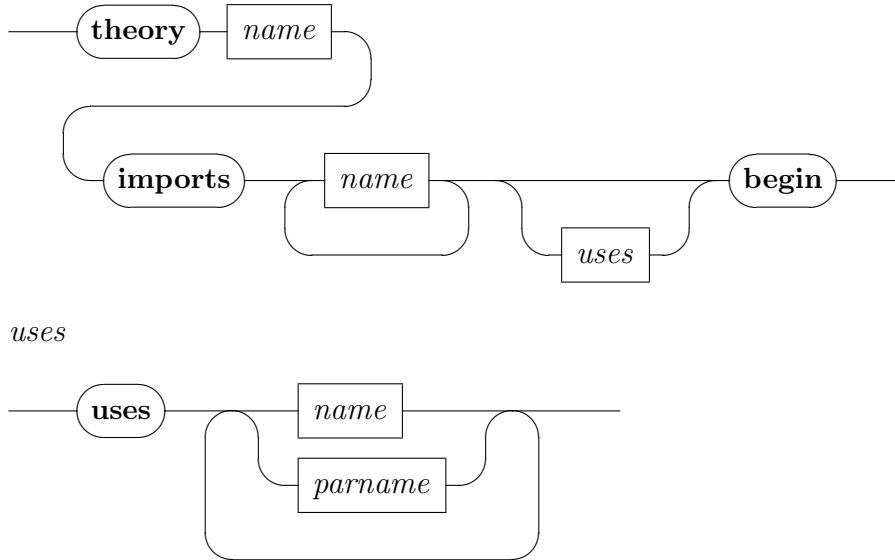 theory name
imports name begin
uses
uses
uses name
parname